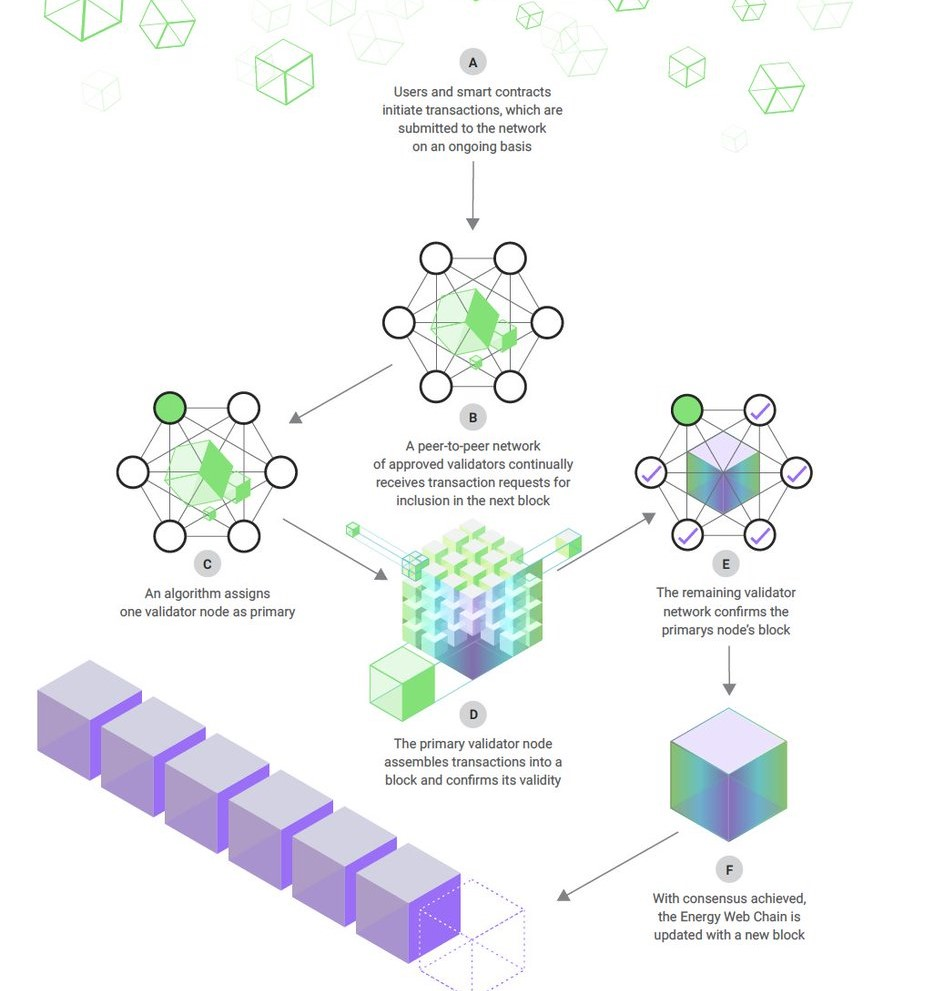 A
Users and smart contracts
initiate transactions, which are
submitted to the network
on an ongoing basis
B
A peer-to-peer network
of approved validators continually
receives transaction requests for
inclusion in the next block
C
An algorithm assigns
one validator node as primary
D
The primary validator node
assembles transactions into a
block and confirms its validity
E
The remaining validator
network confirms the
primarys node's block
F
With consensus achieved,
the Energy Web Chain is
updated with a new block